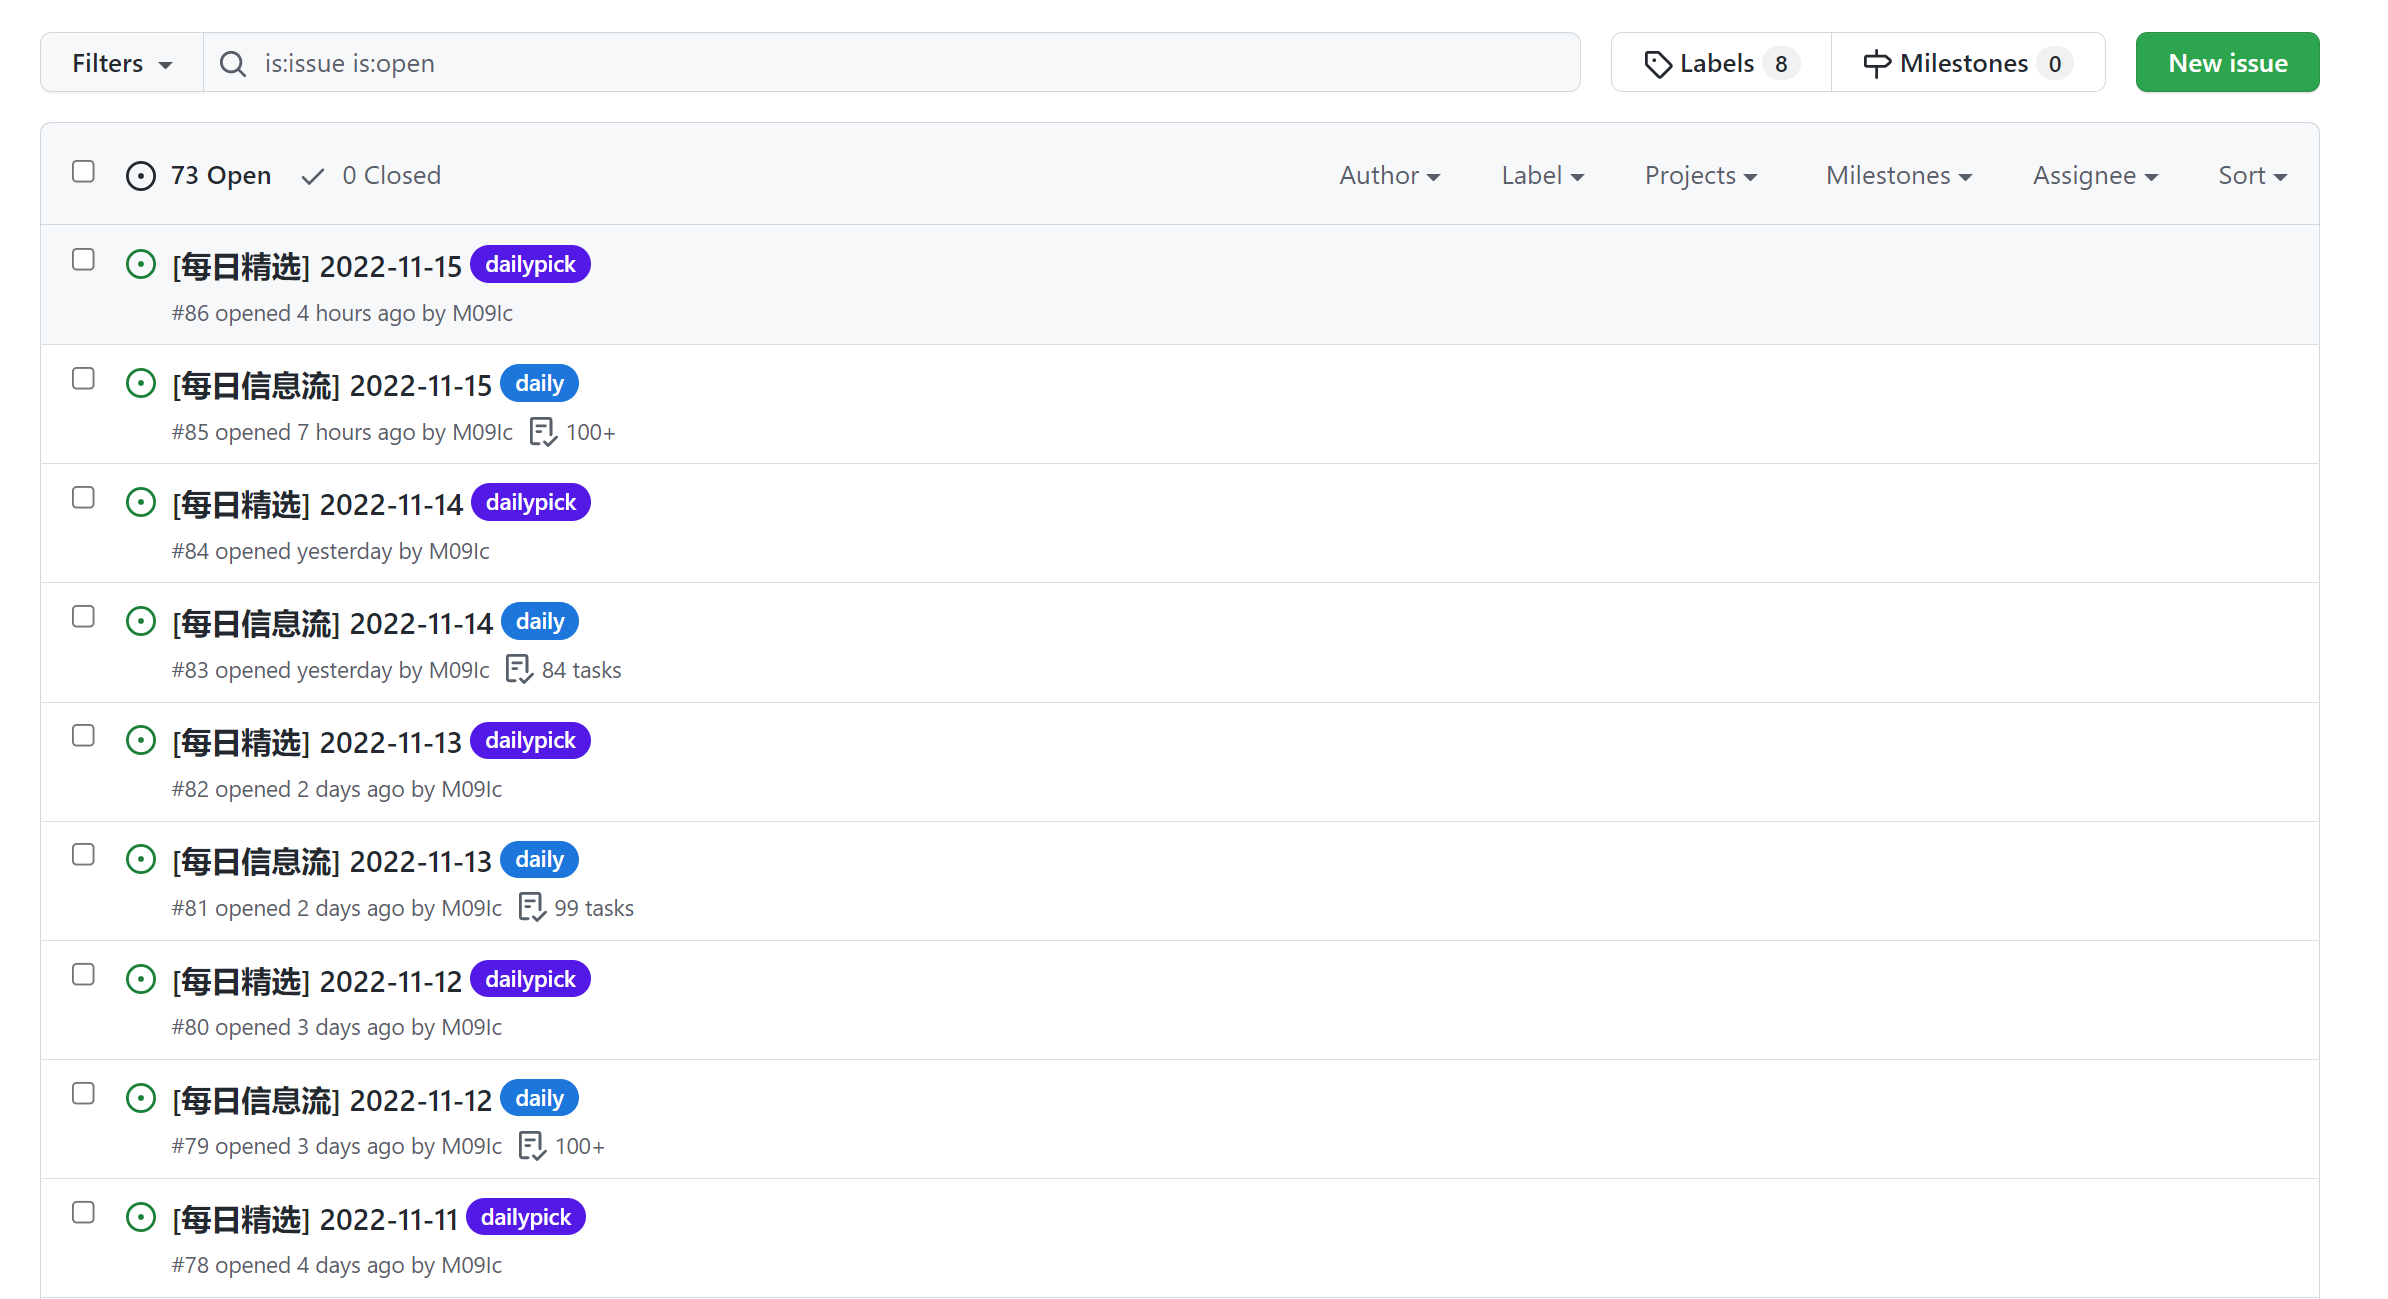 Filters is:issue is:open Labels 8 Milestones 0 New issue
73 Open 0 Closed Author Label Projects Milestones Assignee Sort
[每日精选] 2022-11-15 dailypick
#86 opened 4 hours ago by M09Ic
[每日信息流] 2022-11-15 daily
#85 opened 7 hours ago by M09Ic 100+
[每日精选] 2022-11-14 dailypick
#84 opened yesterday by M09Ic
[每日信息流] 2022-11-14 daily
#83 opened yesterday by M09Ic 84 tasks
[每日精选] 2022-11-13 dailypick
#82 opened 2 days ago by M09Ic
[每日信息流] 2022-11-13 daily
#81 opened 2 days ago by M09Ic 99 tasks
[每日精选] 2022-11-12 dailypick
#80 opened 3 days ago by M09Ic
[每日信息流] 2022-11-12 daily
#79 opened 3 days ago by M09Ic 100+
[每日精选] 2022-11-11 dailypick
#78 opened 4 days ago by M09Ic